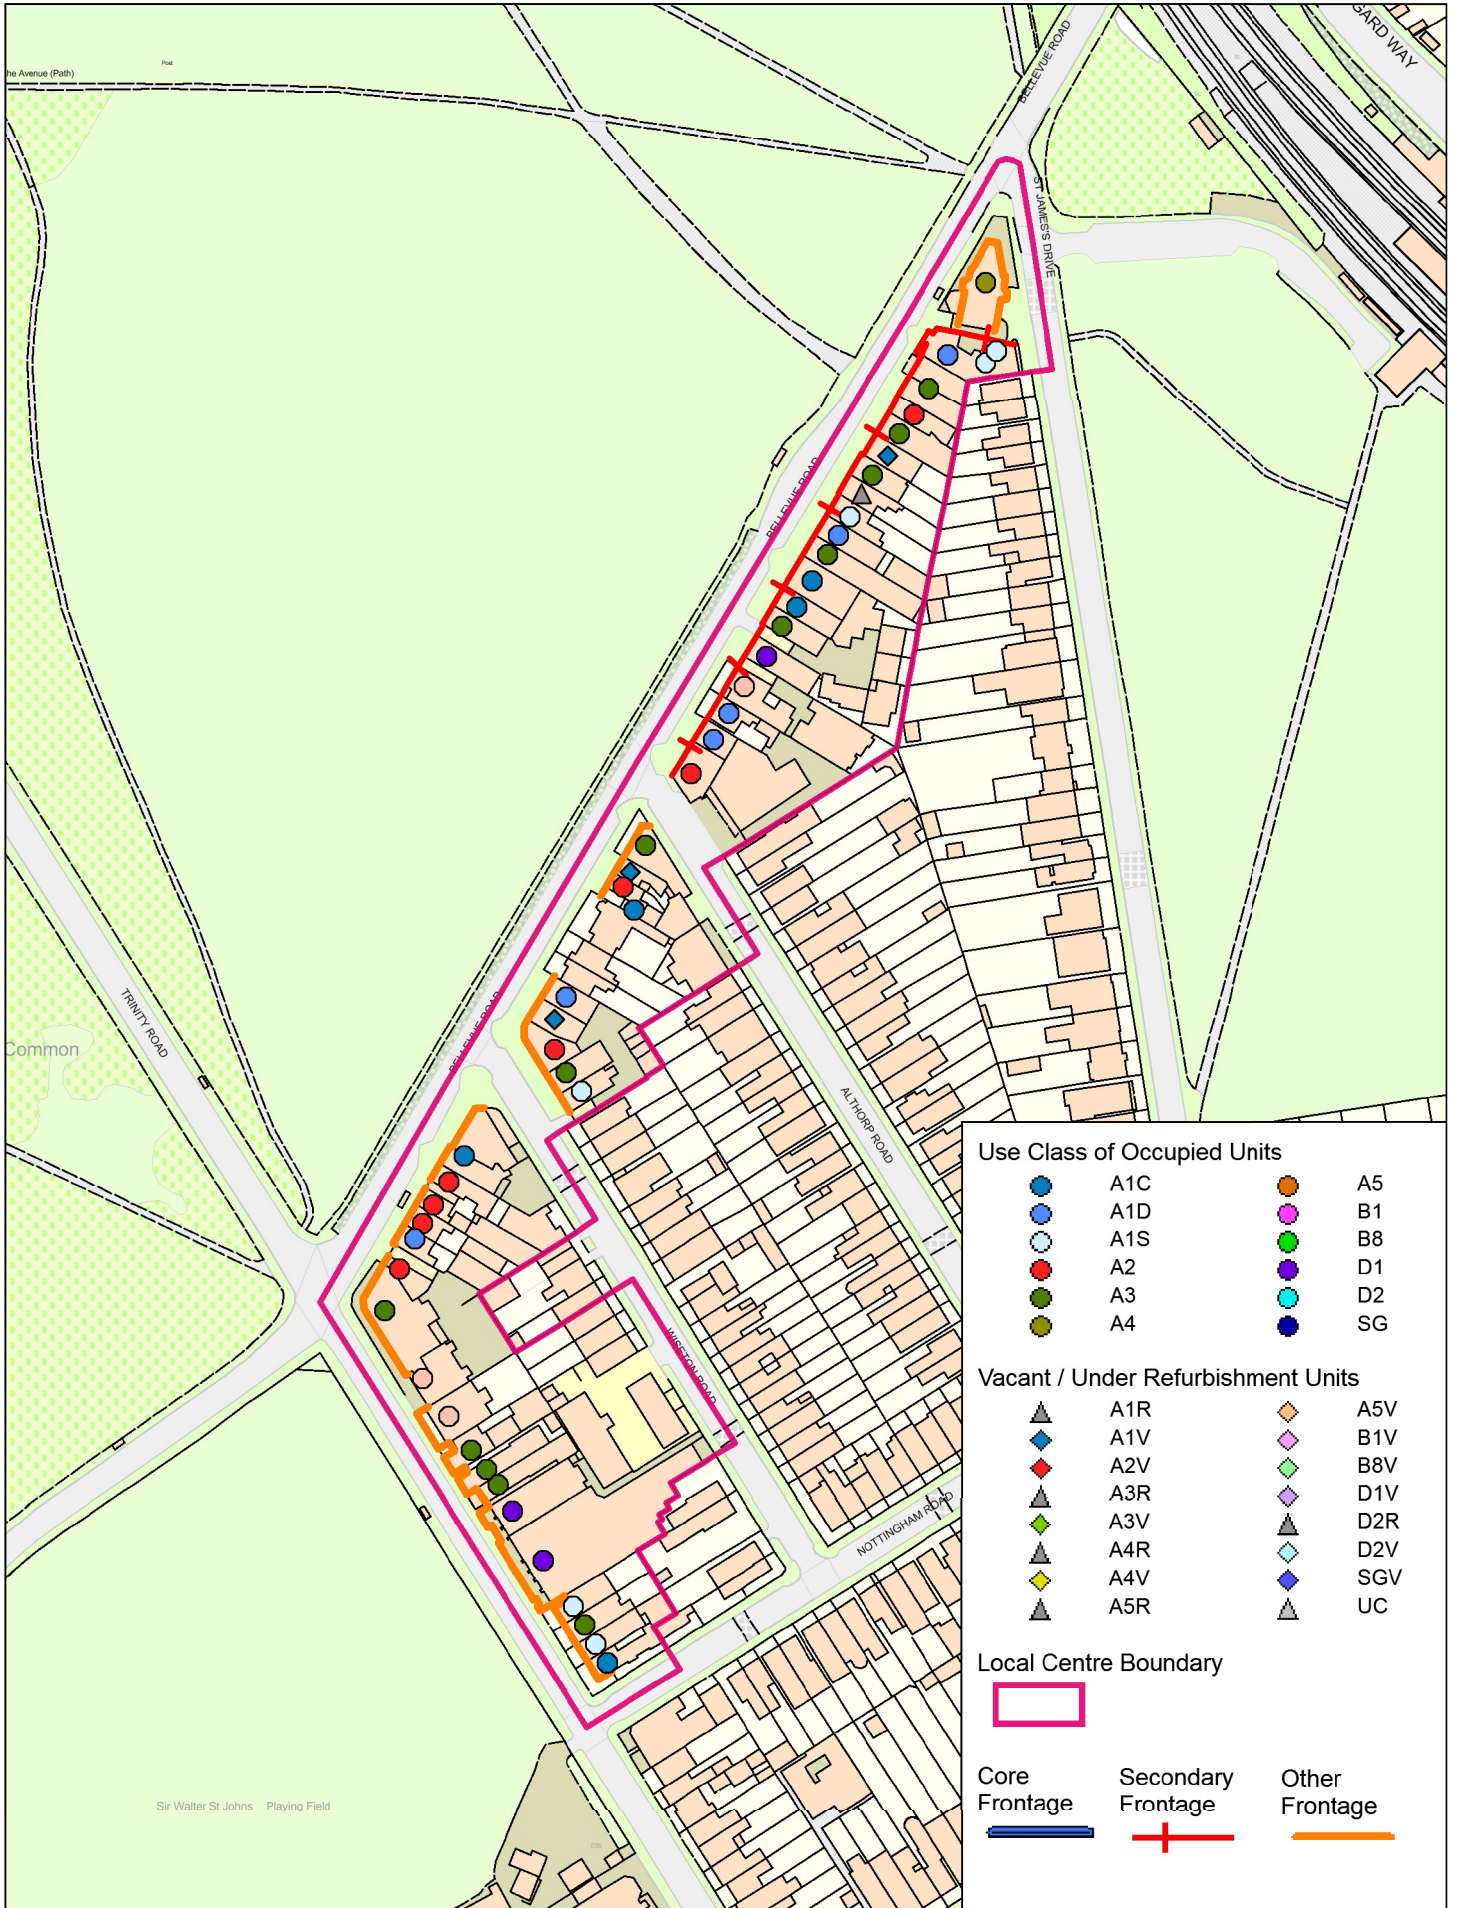 he Avenue (Path)
Post
BELLEVUE ROAD
GARD WAY
ST JAMES'S DRIVE
BELLEVUE ROAD
TRINITY ROAD
Common
BELLEVUE ROAD
ALTHORP ROAD
WISETON ROAD
NOTTINGHAM ROAD
Sir Walter St Johns Playing Field
Use Class of Occupied Units
A1C A5
A1D B1
A1S B8
A2 D1
A3 D2
A4 SG
Vacant / Under Refurbishment Units
A1R A5V
A1V B1V
A2V B8V
A3R D1V
A3V D2R
A4R D2V
A4V SGV
A5R UC
Local Centre Boundary
Core Secondary Other
Frontage Frontage Frontage